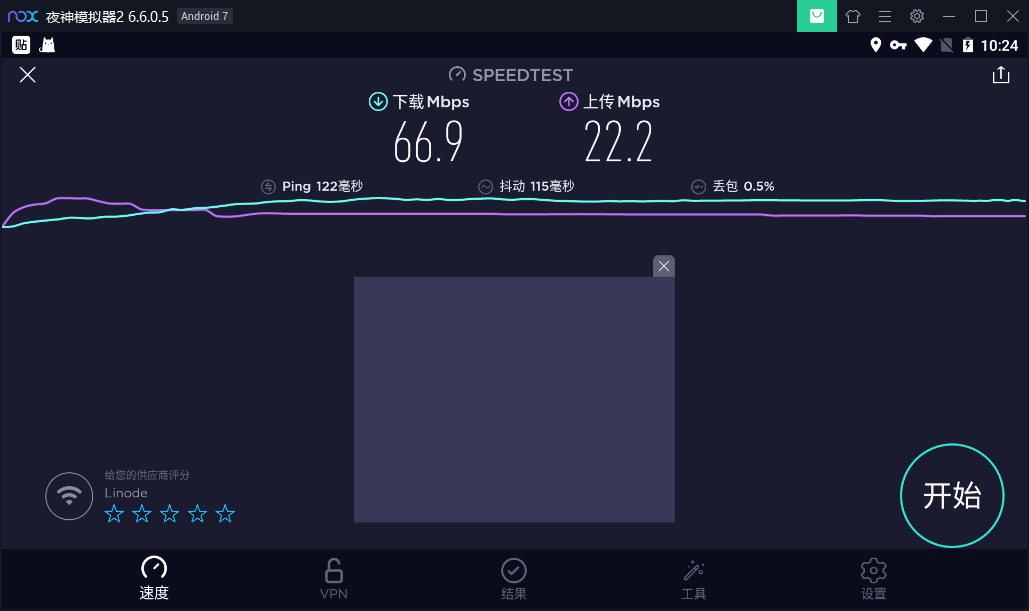 nox 夜神模拟器2 6.6.0.5 Android 7
贴 10:24
SPEEDTEST
下载 Mbps 上传 Mbps
66.9 22.2
Ping 122毫秒 抖动 115毫秒 丢包 0.5%
给您的供应商评分
Linode
开始
速度 VPN 结果 工具 设置